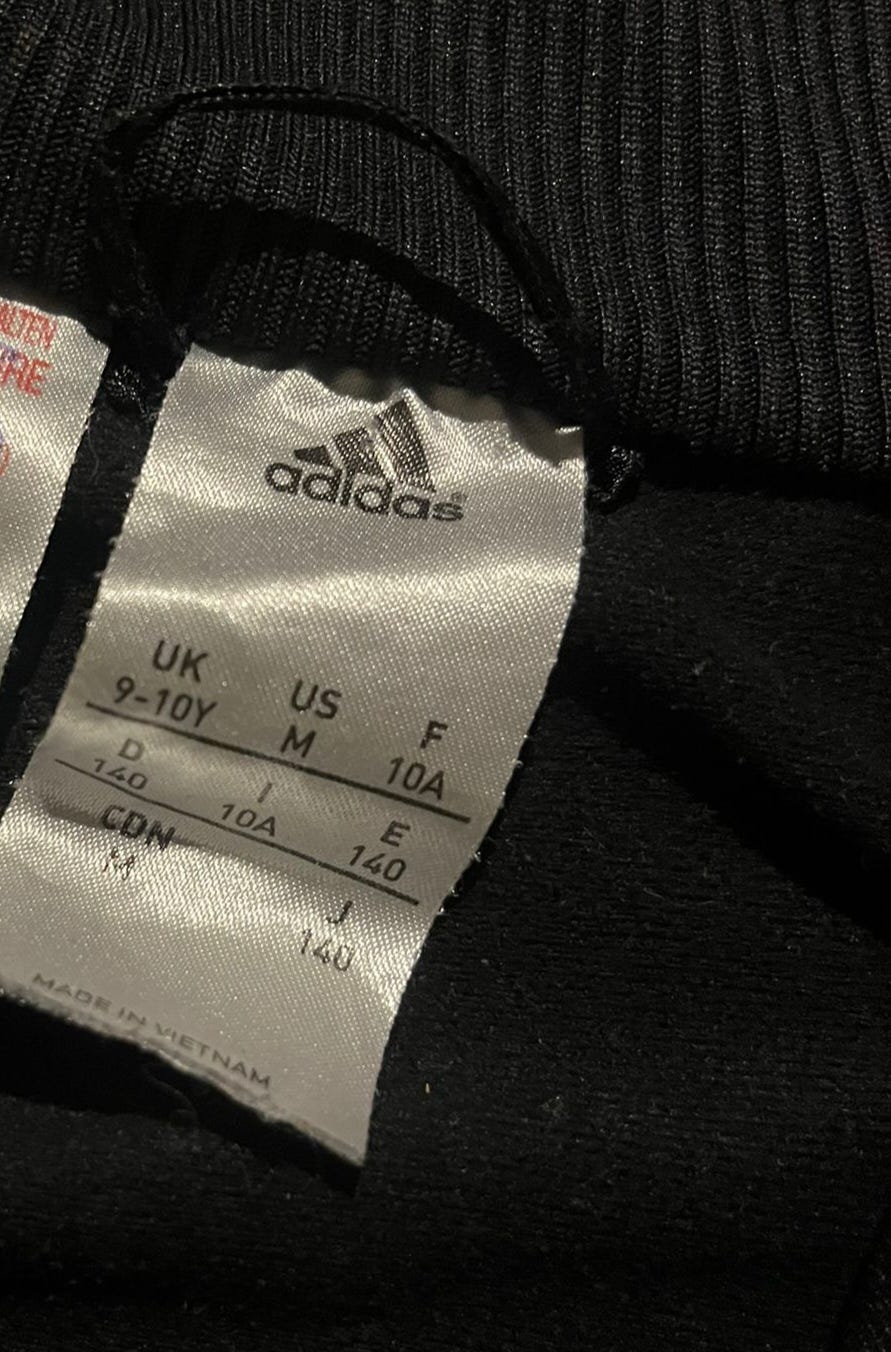 adidas®
UK US F
9-10Y M 10A
D I E
140 10A 140
CDN J
M 140
MADE IN VIETNAM